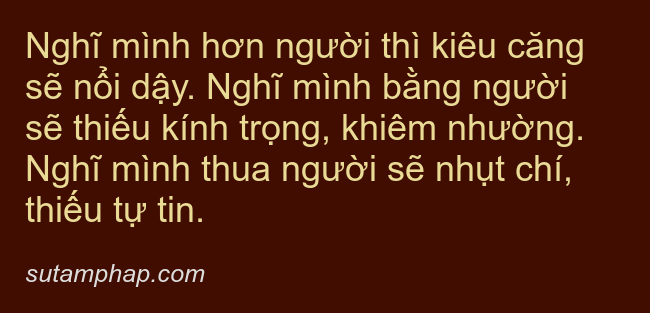 Nghĩ mình hơn người thì kiêu căng
sẽ nổi dậy. Nghĩ mình bằng người
sẽ thiếu kính trọng, khiêm nhường.
Nghĩ mình thua người sẽ nhụt chí,
thiếu tự tin.
sutamphap.com